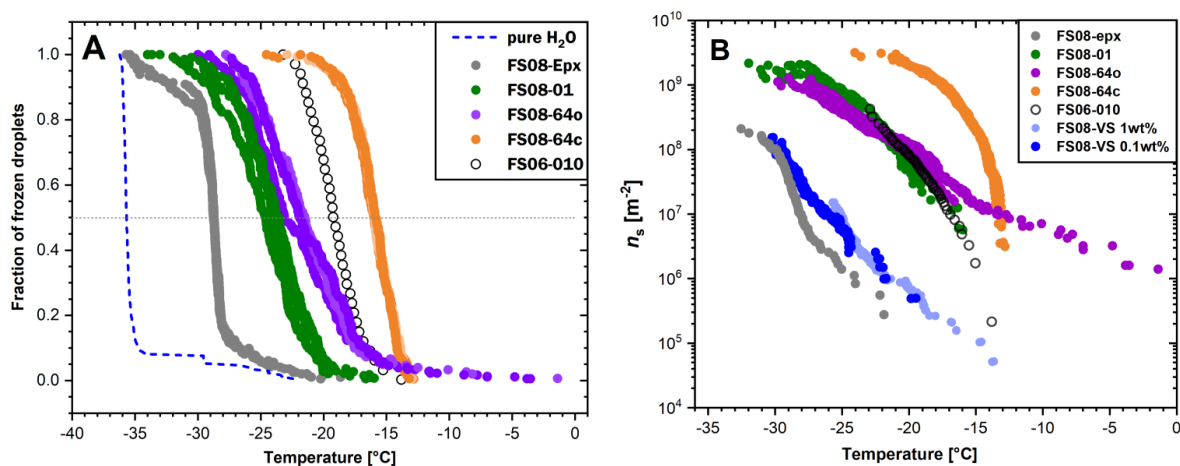 A
pure H₂O
FS08-Epx
FS08-01
FS08-64o
FS08-64c
FS06-010
Fraction of frozen droplets
1.0
0.8
0.6
0.4
0.2
0.0
-40 -35 -30 -25 -20 -15 -10 -5 0
Temperature [°C]
B
FS08-epx
FS08-01
FS08-64o
FS08-64c
FS06-010
FS08-VS 1wt%
FS08-VS 0.1wt%
nₛ [m⁻²]
10¹⁰
10⁹
10⁸
10⁷
10⁶
10⁵
10⁴
-35 -30 -25 -20 -15 -10 -5 0
Temperature [°C]